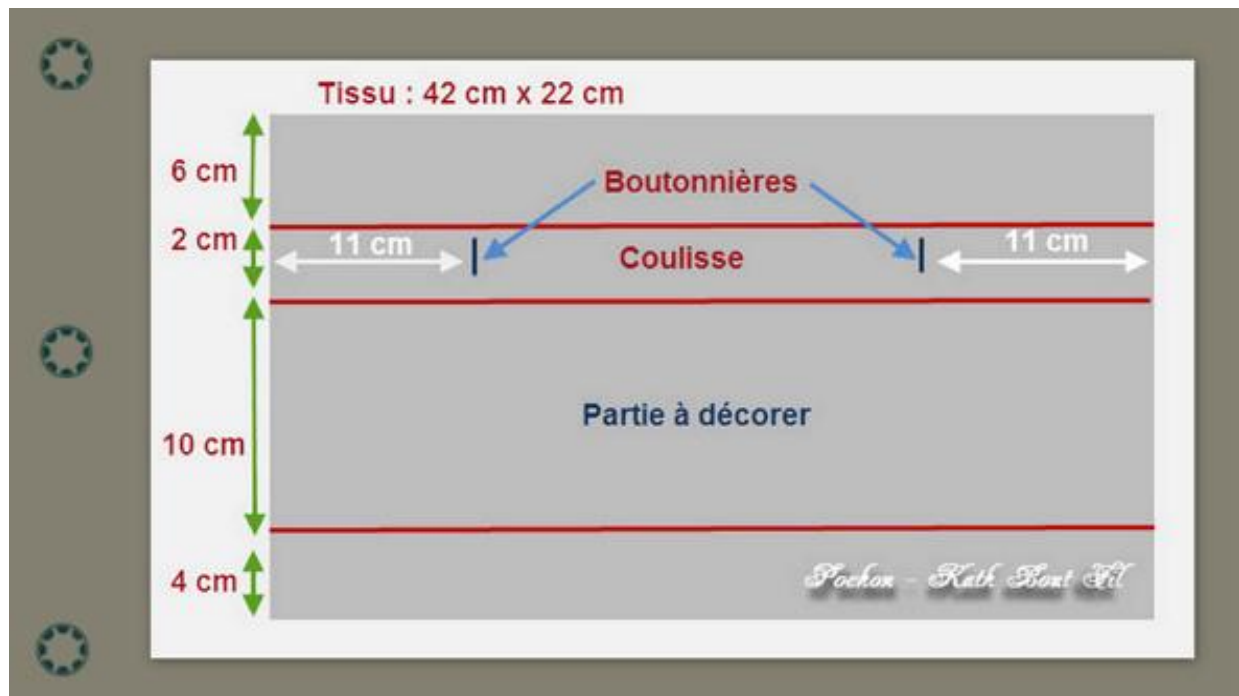 Tissu : 42 cm x 22 cm
6 cm
Boutonnières
2 cm
11 cm
Coulisse
11 cm
Partie à décorer
10 cm
4 cm
Pochon - Kath Bout Fil